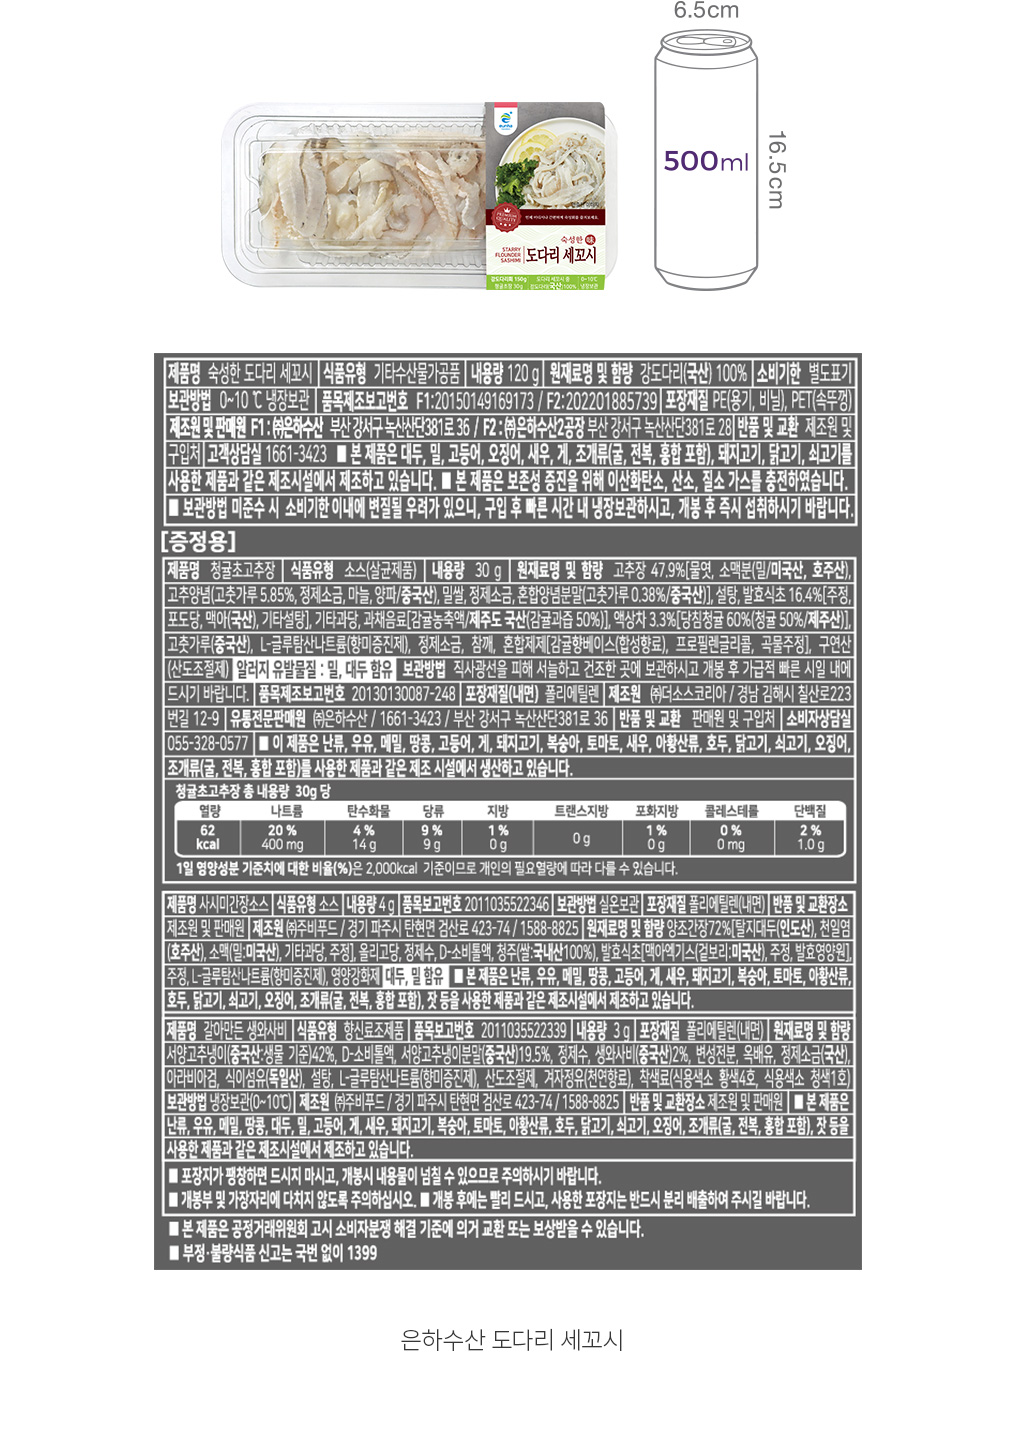 6.5cm
500ml
16.5cm
eunha
PREMIUM QUALITY
언제 어디서나 간편하게 숙성회를 즐겨보세요.
숙성한 味
STARRY FLOUNDER SASHIMI
도다리 세꼬시
0~10℃
냉장보관
제품명 숙성한 도다리 세꼬시 식품유형 기타수산물가공품 내용량 120 g 원재료명 및 함량 강도다리(국산) 100% 소비기한 별도표기
보관방법 0~10 ℃ 냉장보관 품목제조보고번호 F1:20150149169173 / F2:202201885739 포장재질 PE(용기, 비닐), PET(속뚜껑)
제조원 및 판매원 F1 : ㈜은하수산 부산 강서구 녹산산단381로 36 / F2 : ㈜은하수산2공장 부산 강서구 녹산산단381로 28 반품 및 교환 제조원 및
구입처 고객상담실 1661-3423 ■ 본 제품은 대두, 밀, 고등어, 오징어, 새우, 게, 조개류(굴, 전복, 홍합 포함), 돼지고기, 닭고기, 쇠고기를
사용한 제품과 같은 제조시설에서 제조하고 있습니다. ■ 본 제품은 보존성 증진을 위해 이산화탄소, 산소, 질소 가스를 충전하였습니다.
■ 보관방법 미준수 시 소비기한 이내에 변질될 우려가 있으니, 구입 후 빠른 시간 내 냉장보관하시고, 개봉 후 즉시 섭취하시기 바랍니다.
[증정용]
제품명 청귤초고추장 식품유형 소스(살균제품) 내용량 30 g 원재료명 및 함량 고추장 47.9%[물엿, 소맥분(밀/미국산, 호주산),
고추양념(고춧가루 5.85%, 정제소금, 마늘, 양파/중국산), 밀쌀, 정제소금, 혼합양념분말(고춧가루 0.38%/중국산)], 설탕, 발효식초 16.4%[주정,
포도당, 맥아(국산), 기타설탕], 기타과당, 과채음료[감귤농축액/제주도 국산(감귤과즙 50%)], 액상차 3.3%[당침청귤 60%(청귤 50%/제주산)],
고춧가루(중국산), L-글루탐산나트륨(향미증진제), 정제소금, 참깨, 혼합제제[감귤향베이스(합성향료), 프로필렌글리콜, 곡물주정], 구연산
(산도조절제) 알러지 유발물질 : 밀, 대두 함유 보관방법 직사광선을 피해 서늘하고 건조한 곳에 보관하시고 개봉 후 가급적 빠른 시일 내에
드시기 바랍니다. 품목제조보고번호 20130130087-248 포장재질(내면) 폴리에틸렌 제조원 ㈜더소스코리아 / 경남 김해시 칠산로223
번길 12-9 유통전문판매원 ㈜은하수산 / 1661-3423 / 부산 강서구 녹산산단381로 36 반품 및 교환 판매원 및 구입처 소비자상담실
055-328-0577 ■ 이 제품은 난류, 우유, 메밀, 땅콩, 고등어, 게, 돼지고기, 복숭아, 토마토, 새우, 아황산류, 호두, 닭고기, 쇠고기, 오징어,
조개류(굴, 전복, 홍합 포함)를 사용한 제품과 같은 제조 시설에서 생산하고 있습니다.
청귤초고추장 총 내용량 30g 당
열량 나트륨 탄수화물 당류 지방 트랜스지방 포화지방 콜레스테롤 단백질
62 20 % 4 % 9 % 1 % 0 g 1 % 0 % 2 %
kcal 400 mg 14 g 9 g 0 g 0 g 0 mg 1.0 g
1일 영양성분 기준치에 대한 비율(%)은 2,000kcal 기준이므로 개인의 필요열량에 따라 다를 수 있습니다.
제품명 사시미간장소스 식품유형 소스 내용량 4 g 품목보고번호 2011035522346 보관방법 실온보관 포장재질 폴리에틸렌(내면) 반품 및 교환장소
제조원 및 판매원 제조원 ㈜주비푸드 / 경기 파주시 탄현면 검산로 423-74 / 1588-8825 원재료명 및 함량 양조간장72%[탈지대두(인도산), 천일염
(호주산), 소맥(밀:미국산), 기타과당, 주정], 올리고당, 정제수, D-소비톨액, 청주(쌀:국내산100%), 발효식초[맥아엑기스(겉보리:미국산), 주정, 발효영양원],
주정, L-글루탐산나트륨(향미증진제), 영양강화제 대두, 밀 함유 ■ 본 제품은 난류, 우유, 메밀, 땅콩, 고등어, 게, 새우, 돼지고기, 복숭아, 토마토, 아황산류,
호두, 닭고기, 쇠고기, 오징어, 조개류(굴, 전복, 홍합 포함), 잣 등을 사용한 제품과 같은 제조시설에서 제조하고 있습니다.
제품명 갈아만든 생와사비 식품유형 향신료조제품 품목보고번호 2011035522339 내용량 3 g 포장재질 폴리에틸렌(내면) 원재료명 및 함량
서양고추냉이(중국산:생물 기준)42%, D-소비톨액, 서양고추냉이분말(중국산)19.5%, 정제수, 생와사비(중국산)2%, 변성전분, 옥배유, 정제소금(국산),
아라비아검, 식이섬유(독일산), 설탕, L-글루탐산나트륨(향미증진제), 산도조절제, 겨자정유(천연향료), 착색료(식용색소 황색4호, 식용색소 청색1호)
보관방법 냉장보관(0~10℃) 제조원 ㈜주비푸드 / 경기 파주시 탄현면 검산로 423-74 / 1588-8825 반품 및 교환장소 제조원 및 판매원 ■ 본 제품은
난류, 우유, 메밀, 땅콩, 대두, 밀, 고등어, 게, 새우, 돼지고기, 복숭아, 토마토, 아황산류, 호두, 닭고기, 쇠고기, 오징어, 조개류(굴, 전복, 홍합 포함), 잣 등을
사용한 제품과 같은 제조시설에서 제조하고 있습니다.
■ 포장지가 팽창하면 드시지 마시고, 개봉시 내용물이 넘칠 수 있으므로 주의하시기 바랍니다.
■ 개봉부 및 가장자리에 다치지 않도록 주의하십시오. ■ 개봉 후에는 빨리 드시고, 사용한 포장지는 반드시 분리 배출하여 주시길 바랍니다.
■ 본 제품은 공정거래위원회 고시 소비자분쟁 해결 기준에 의거 교환 또는 보상받을 수 있습니다.
■ 부정·불량식품 신고는 국번 없이 1399
은하수산 도다리 세꼬시